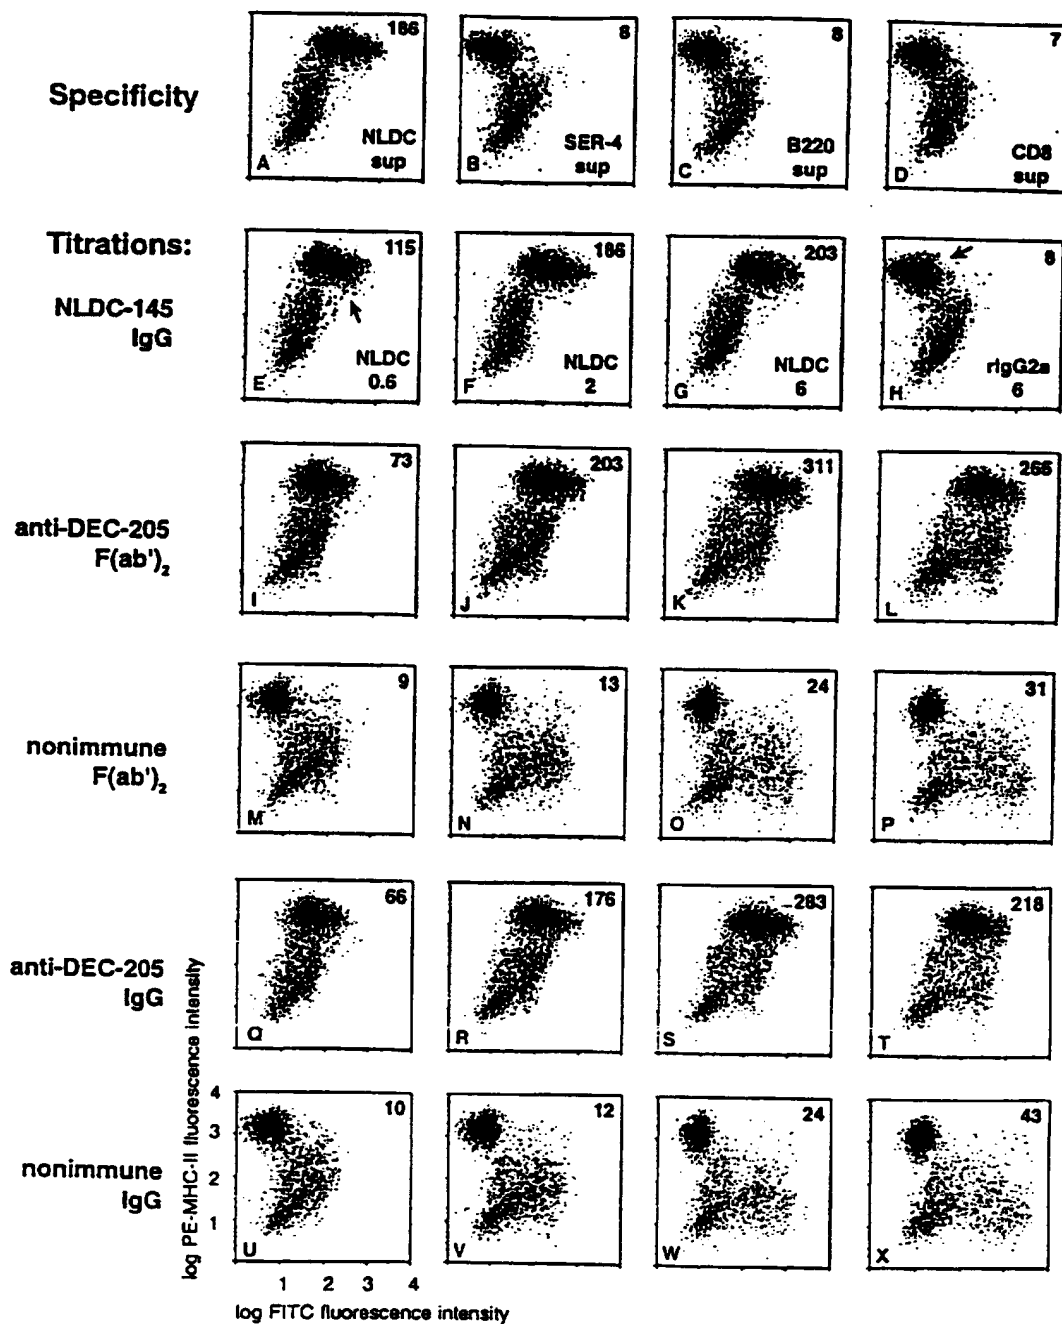 Specificity
186
NLDC
sup
A
8
SER-4
sup
B
8
B220
sup
C
7
CD8
sup
D
Titrations:
NLDC-145
IgG
115
NLDC
0.6
E
186
NLDC
2
F
203
NLDC
6
G
8
rIgG2a
6
H
anti-DEC-205
F(ab')₂
73
I
203
J
311
K
265
L
nonimmune
F(ab')₂
9
M
13
N
24
O
31
P
anti-DEC-205
IgG
66
Q
176
R
283
S
218
T
nonimmune
IgG
log PE-MHC-II fluorescence intensity
4
3
2
1
10
U
12
V
24
W
43
X
1 2 3 4
log FITC fluorescence intensity